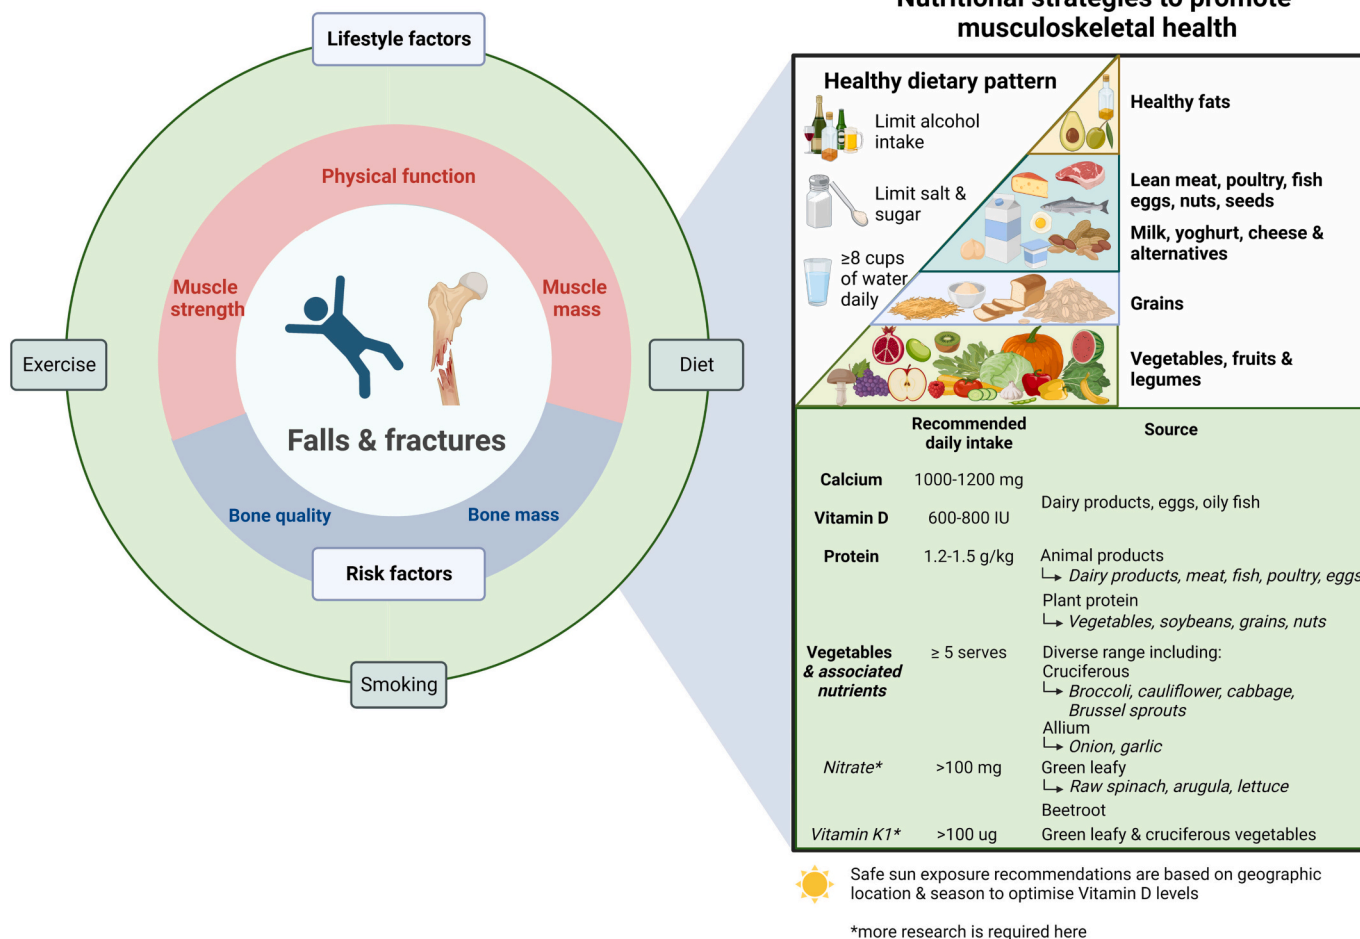 Lifestyle factors
Physical function
Muscle
strength
Muscle
mass
Exercise
Diet
Falls & fractures
Bone quality
Bone mass
Risk factors
Smoking
Nutritional strategies to promote
musculoskeletal health
Healthy dietary pattern
Limit alcohol
intake
Limit salt &
sugar
≥8 cups
of water
daily
Healthy fats
Lean meat, poultry, fish
eggs, nuts, seeds
Milk, yoghurt, cheese &
alternatives
Grains
Vegetables, fruits &
legumes
Recommended
daily intake
Source
Calcium
1000-1200 mg
Vitamin D
600-800 IU
Dairy products, eggs, oily fish
Protein
1.2-1.5 g/kg
Animal products
Dairy products, meat, fish, poultry, eggs
Plant protein
Vegetables, soybeans, grains, nuts
Vegetables
& associated
nutrients
≥ 5 serves
Diverse range including:
Cruciferous
Broccoli, cauliflower, cabbage,
Brussel sprouts
Allium
Onion, garlic
Nitrate*
>100 mg
Green leafy
Raw spinach, arugula, lettuce
Beetroot
Vitamin K1*
>100 ug
Green leafy & cruciferous vegetables
Safe sun exposure recommendations are based on geographic
location & season to optimise Vitamin D levels
*more research is required here